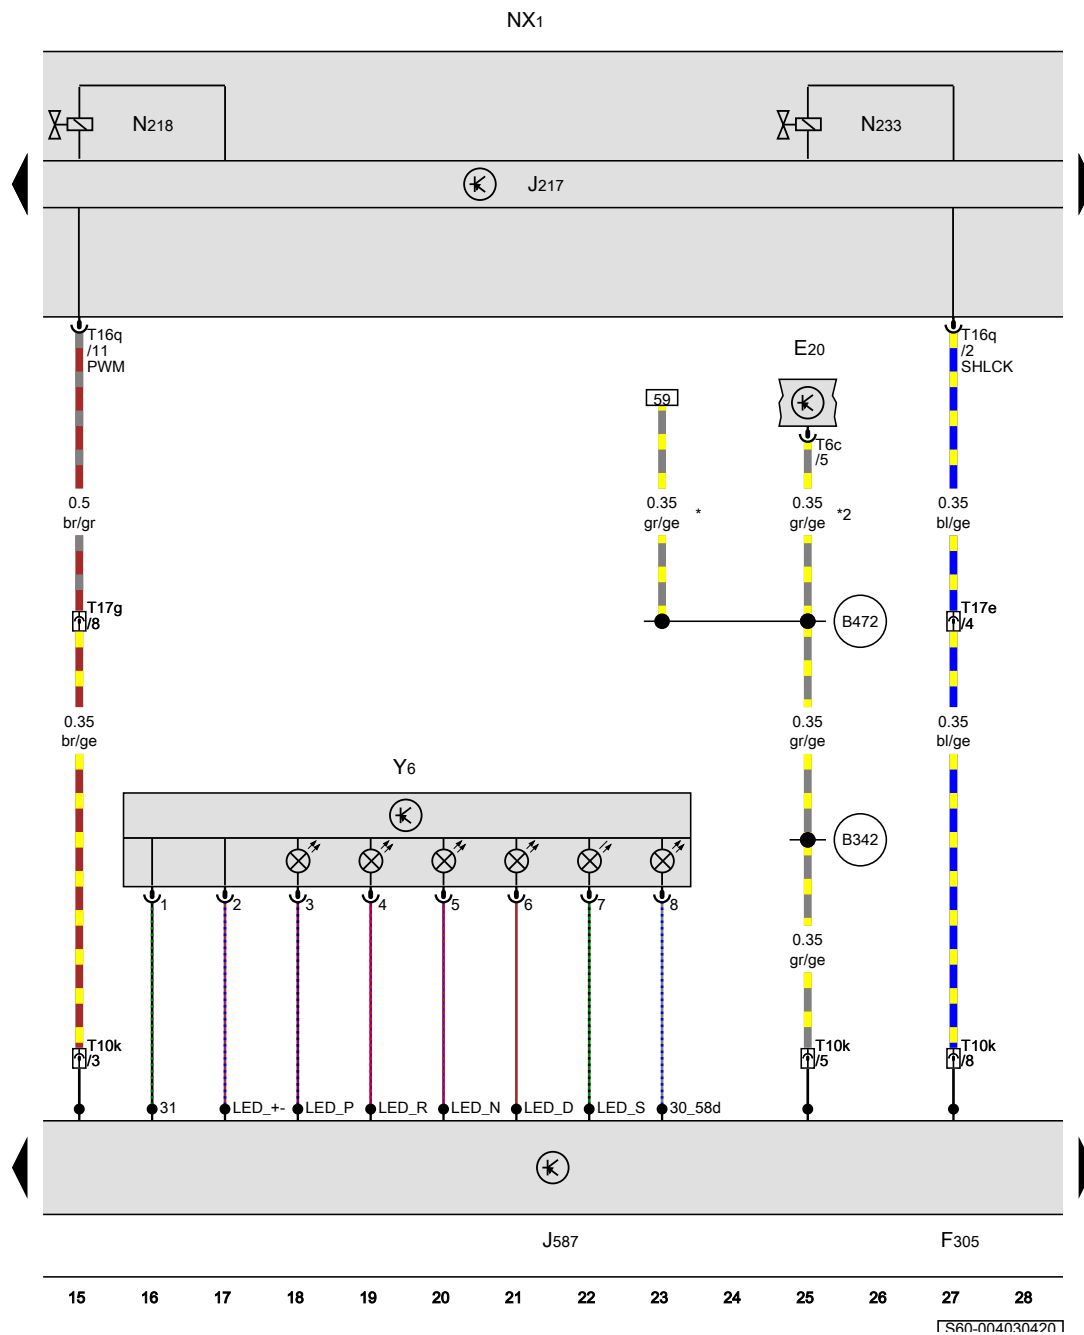 NX1
N218
N233
J217
T16q
/11
PWM
T16q
/2
SHLCK
E20
59
T6c
/5
0.5
br/gr
0.35
gr/ge
*
0.35
gr/ge
*2
0.35
bl/ge
T17g
/8
B472
T17e
/4
0.35
br/ge
0.35
gr/ge
0.35
bl/ge
Y6
B342
1 2 3 4 5 6 7 8
0.35
gr/ge
T10k
/3
T10k
/5
T10k
/8
31 LED_+- LED_P LED_R LED_N LED_D LED_S 30_58d
J587
F305
15 16 17 18 19 20 21 22 23 24 25 26 27 28
S60-004030420